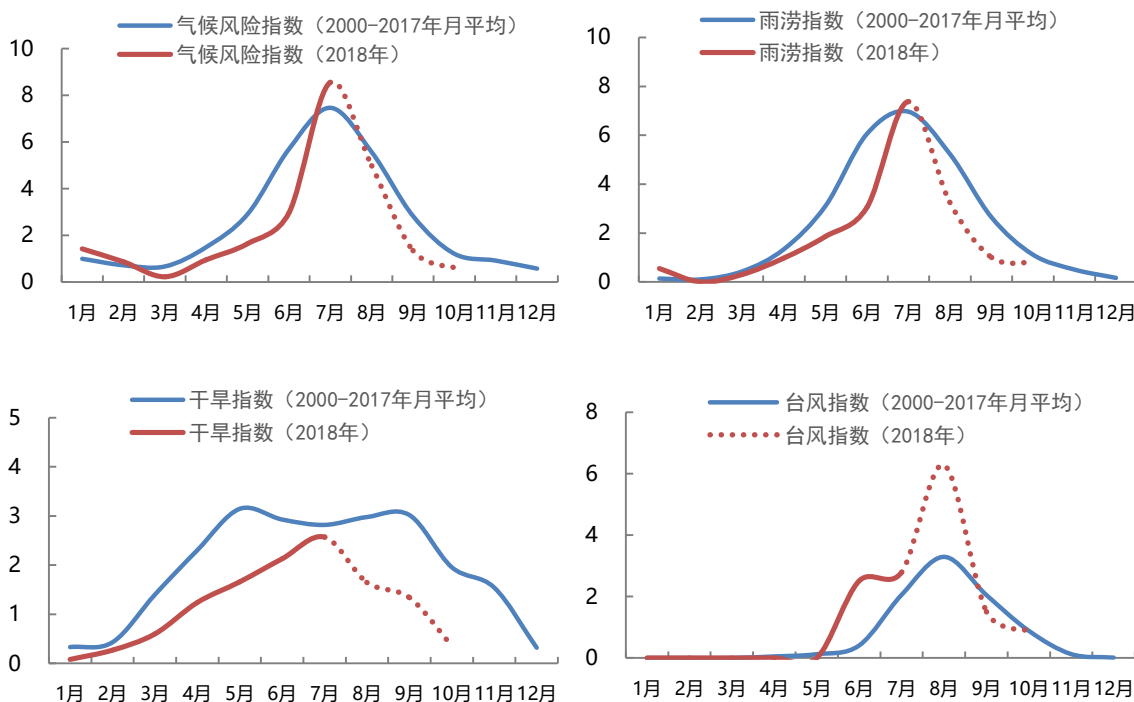 气候风险指数（2000-2017年月平均）
气候风险指数（2018年）
10
8
6
4
2
0
1月 2月 3月 4月 5月 6月 7月 8月 9月 10月 11月 12月
雨涝指数（2000-2017年月平均）
雨涝指数（2018年）
10
8
6
4
2
0
1月 2月 3月 4月 5月 6月 7月 8月 9月 10月 11月 12月
干旱指数（2000-2017年月平均）
干旱指数（2018年）
5
4
3
2
1
0
1月 2月 3月 4月 5月 6月 7月 8月 9月 10月 11月 12月
台风指数（2000-2017年月平均）
台风指数（2018年）
8
6
4
2
0
1月 2月 3月 4月 5月 6月 7月 8月 9月 10月 11月 12月